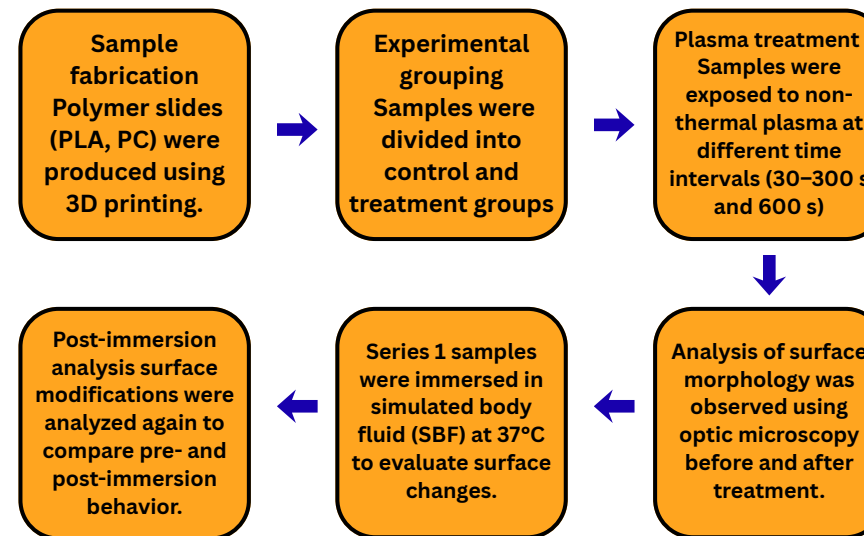 Sample
fabrication
Polymer slides
(PLA, PC) were
produced using
3D printing.
Experimental
grouping
Samples were
divided into
control and
treatment groups
Plasma treatment
Samples were
exposed to non-
thermal plasma at
different time
intervals (30–300 s
and 600 s)
Analysis of surface
morphology was
observed using
optic microscopy
before and after
treatment.
Series 1 samples
were immersed in
simulated body
fluid (SBF) at 37°C
to evaluate surface
changes.
Post-immersion
analysis surface
modifications were
analyzed again to
compare pre- and
post-immersion
behavior.